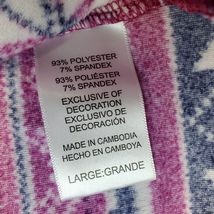 93% POLYESTER
7% SPANDEX
93% POLIÉSTER
7% SPANDEX
EXCLUSIVE OF
DECORATION
EXCLUSIVO DE
DECORACIÓN
MADE IN CAMBODIA
HECHO EN CAMBOYA
LARGE:GRANDE